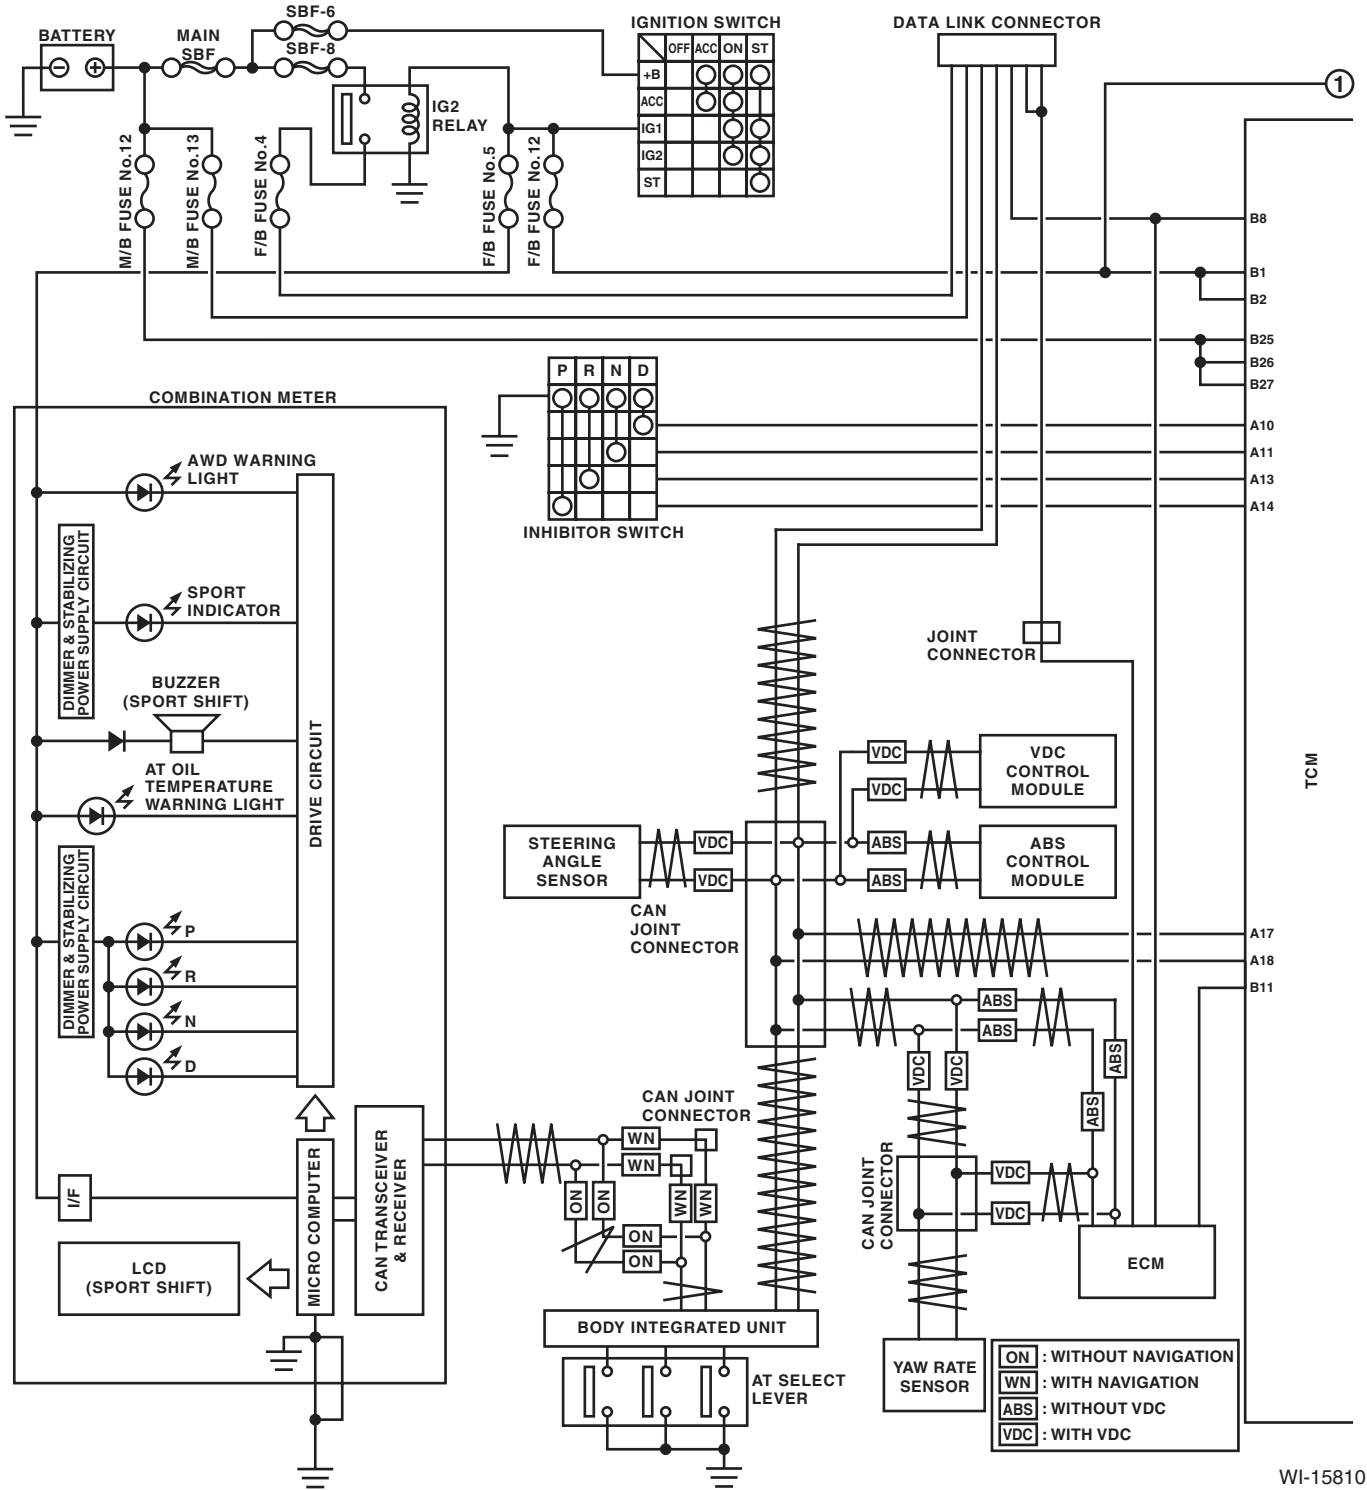 SBF-6
IGNITION SWITCH
DATA LINK CONNECTOR
BATTERY
MAIN
SBF
SBF-8
OFF ACC ON ST
+B
ACC
IG1
IG2
ST
1
IG2
RELAY
M/B FUSE No.12
M/B FUSE No.13
F/B FUSE No.4
F/B FUSE No.5
F/B FUSE No.12
B8
B1
B2
B25
B26
B27
A10
A11
A13
A14
P R N D
INHIBITOR SWITCH
COMBINATION METER
AWD WARNING
LIGHT
DIMMER & STABILIZING
POWER SUPPLY CIRCUIT
SPORT
INDICATOR
BUZZER
(SPORT SHIFT)
AT OIL
TEMPERATURE
WARNING LIGHT
DRIVE CIRCUIT
DIMMER & STABILIZING
POWER SUPPLY CIRCUIT
P
R
N
D
JOINT
CONNECTOR
TCM
VDC
VDC
VDC
CONTROL
MODULE
STEERING
ANGLE
SENSOR
VDC
VDC
ABS
ABS
ABS
CONTROL
MODULE
CAN
JOINT
CONNECTOR
A17
A18
B11
ABS
ABS
VDC
VDC
ABS
ABS
CAN JOINT
CONNECTOR
WN
WN
ON
ON
WN
WN
ON
ON
CAN JOINT
CONNECTOR
VDC
VDC
ECM
I/F
MICRO COMPUTER
CAN TRANSCEIVER
& RECEIVER
LCD
(SPORT SHIFT)
BODY INTEGRATED UNIT
AT SELECT
LEVER
YAW RATE
SENSOR
ON : WITHOUT NAVIGATION
WN : WITH NAVIGATION
ABS : WITHOUT VDC
VDC : WITH VDC
WI-15810